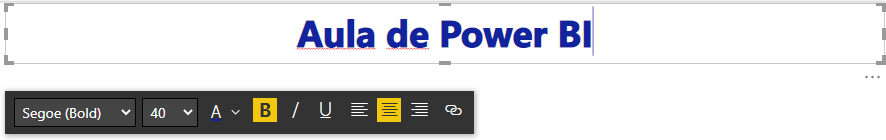 Aula de Power BI
Segoe (Bold) 40 A B I U